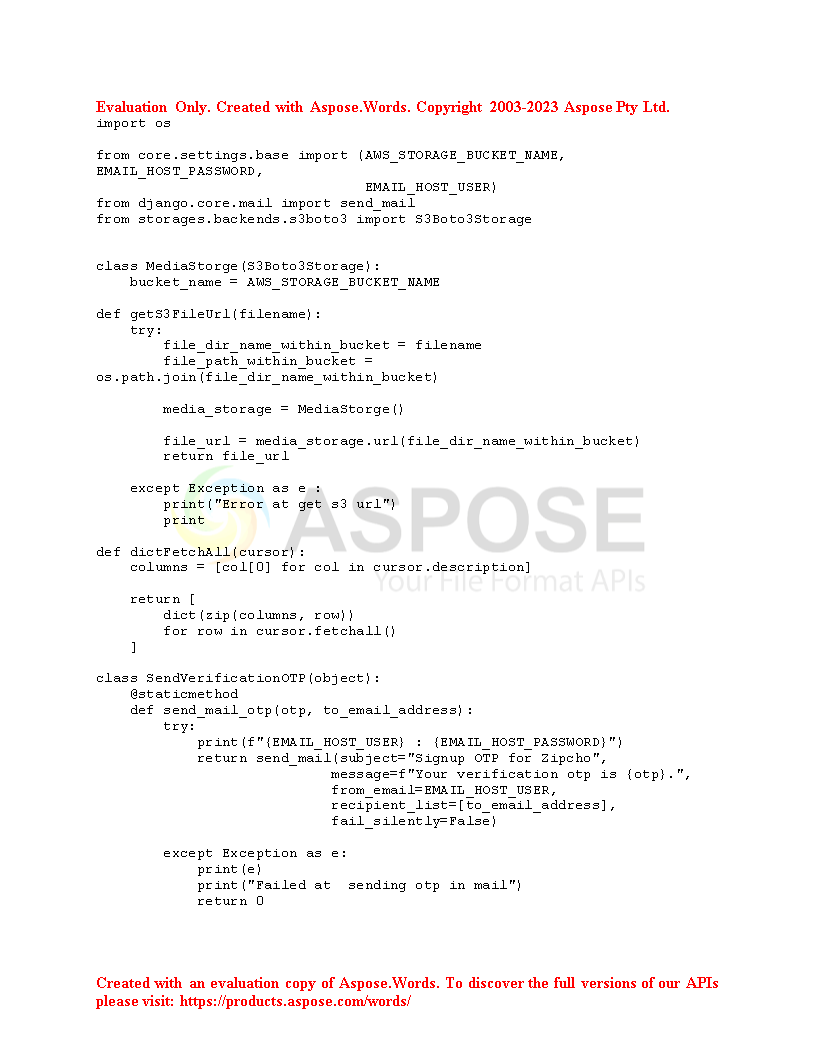 Evaluation Only. Created with Aspose.Words. Copyright 2003-2023 Aspose Pty Ltd.
import os

from core.settings.base import (AWS_STORAGE_BUCKET_NAME,
EMAIL_HOST_PASSWORD,
                                EMAIL_HOST_USER)
from django.core.mail import send_mail
from storages.backends.s3boto3 import S3Boto3Storage


class MediaStorge(S3Boto3Storage):
    bucket_name = AWS_STORAGE_BUCKET_NAME

def getS3FileUrl(filename):
    try:
        file_dir_name_within_bucket = filename
        file_path_within_bucket =
os.path.join(file_dir_name_within_bucket)

        media_storage = MediaStorge()

        file_url = media_storage.url(file_dir_name_within_bucket)
        return file_url

    except Exception as e :
        print("Error at get s3 url")
        print
ASPOSE
Your File Format APIs

def dictFetchAll(cursor):
    columns = [col[0] for col in cursor.description]

    return [
        dict(zip(columns, row))
        for row in cursor.fetchall()
    ]

class SendVerificationOTP(object):
    @staticmethod
    def send_mail_otp(otp, to_email_address):
        try:
            print(f"{EMAIL_HOST_USER} : {EMAIL_HOST_PASSWORD}")
            return send_mail(subject="Signup OTP for Zipcho",
                            message=f"Your verification otp is {otp}.",
                            from_email=EMAIL_HOST_USER,
                            recipient_list=[to_email_address],
                            fail_silently=False)

        except Exception as e:
            print(e)
            print("Failed at  sending otp in mail")
            return 0

Created with an evaluation copy of Aspose.Words. To discover the full versions of our APIs
please visit: https://products.aspose.com/words/